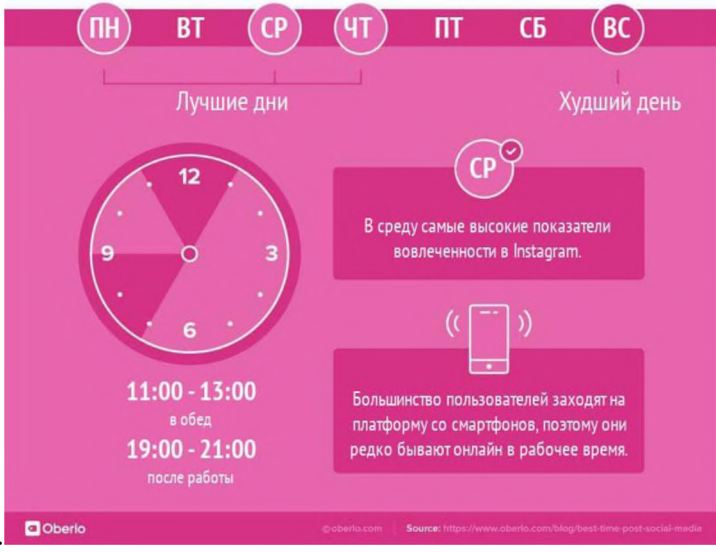 ПН ВТ СР ЧТ ПТ СБ ВС
Лучшие дни
Худший день
12
9
3
6
11:00 - 13:00
в обед
19:00 - 21:00
после работы
СР
В среду самые высокие показатели
вовлеченности в Instagram.
Большинство пользователей заходят на
платформу со смартфонов, поэтому они
редко бывают онлайн в рабочее время.
Oberlo
©oberlo.com
Source: https://www.oberlo.com/blog/best-time-post-social-media